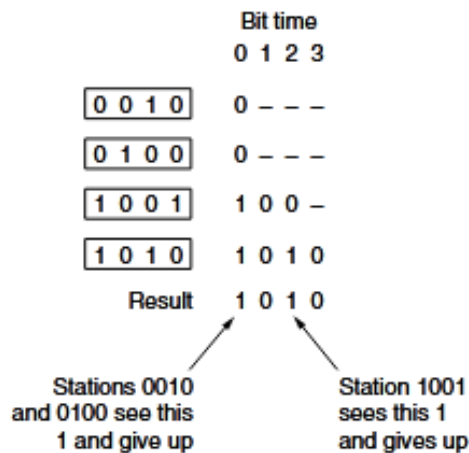 Bit time
0 1 2 3
0 0 1 0 0 – – –
0 1 0 0 0 – – –
1 0 0 1 1 0 0 –
1 0 1 0 1 0 1 0
Result 1 0 1 0
Stations 0010
and 0100 see this
1 and give up
Station 1001
sees this 1
and gives up